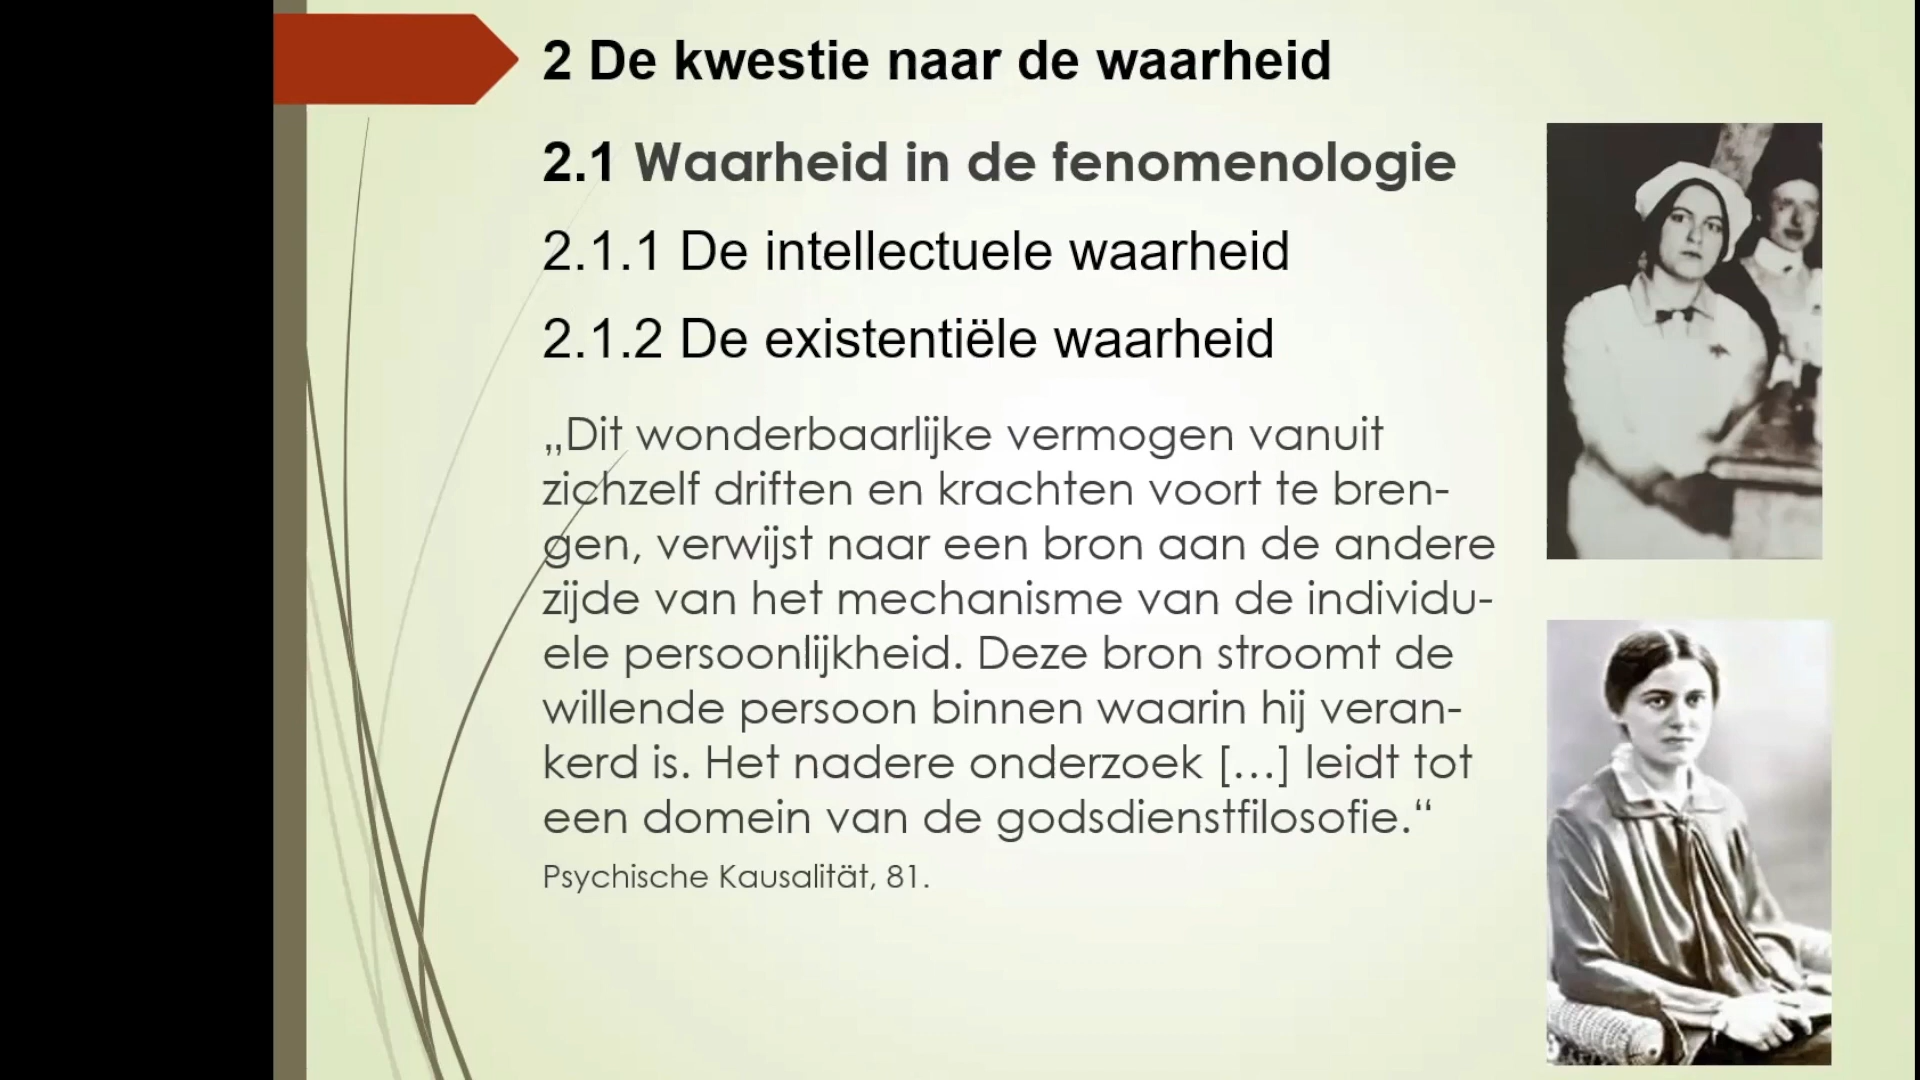 2 De kwestie naar de waarheid
2.1 Waarheid in de fenomenologie
2.1.1 De intellectuele waarheid
2.1.2 De existentiële waarheid
„Dit wonderbaarlijke vermogen vanuit
zichzelf driften en krachten voort te bren-
gen, verwijst naar een bron aan de andere
zijde van het mechanisme van de individu-
ele persoonlijkheid. Deze bron stroomt de
willende persoon binnen waarin hij veran-
kerd is. Het nadere onderzoek […] leidt tot
een domein van de godsdienstfilosofie.“
Psychische Kausalität, 81.